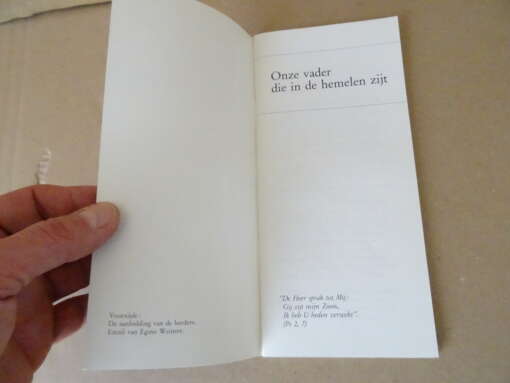 Voorzijde:
De aanbidding van de herders.
Email van Egino Weinert.
Onze vader
die in de hemelen zijt
"De Heer sprak tot Mij:
Gij zijt mijn Zoon,
Ik heb U heden verwekt".
(Ps 2, 7)